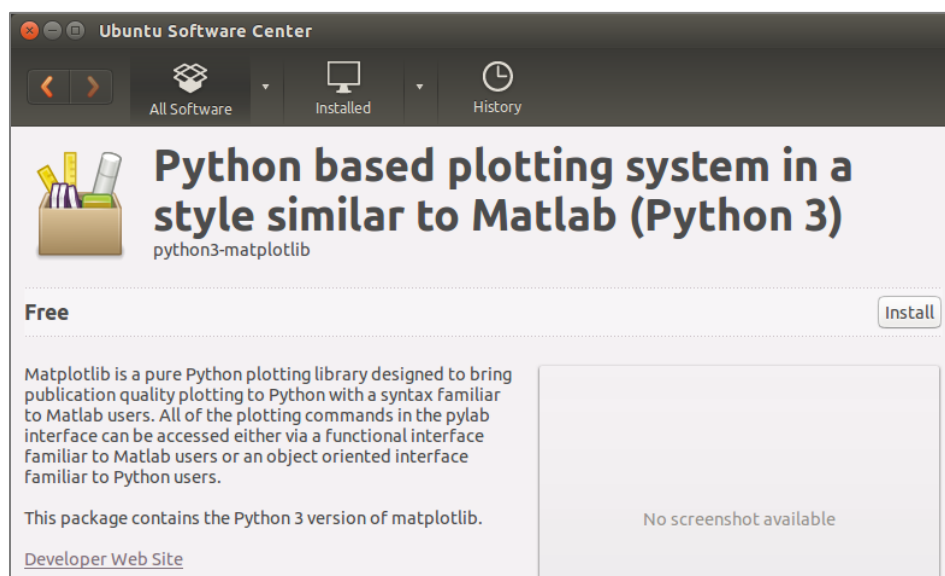 Ubuntu Software Center
All Software
Installed
History
Python based plotting system in a
style similar to Matlab (Python 3)
python3-matplotlib
Free
Install
Matplotlib is a pure Python plotting library designed to bring
publication quality plotting to Python with a syntax familiar
to Matlab users. All of the plotting commands in the pylab
interface can be accessed either via a functional interface
familiar to Matlab users or an object oriented interface
familiar to Python users.
This package contains the Python 3 version of matplotlib.
No screenshot available
Developer Web Site